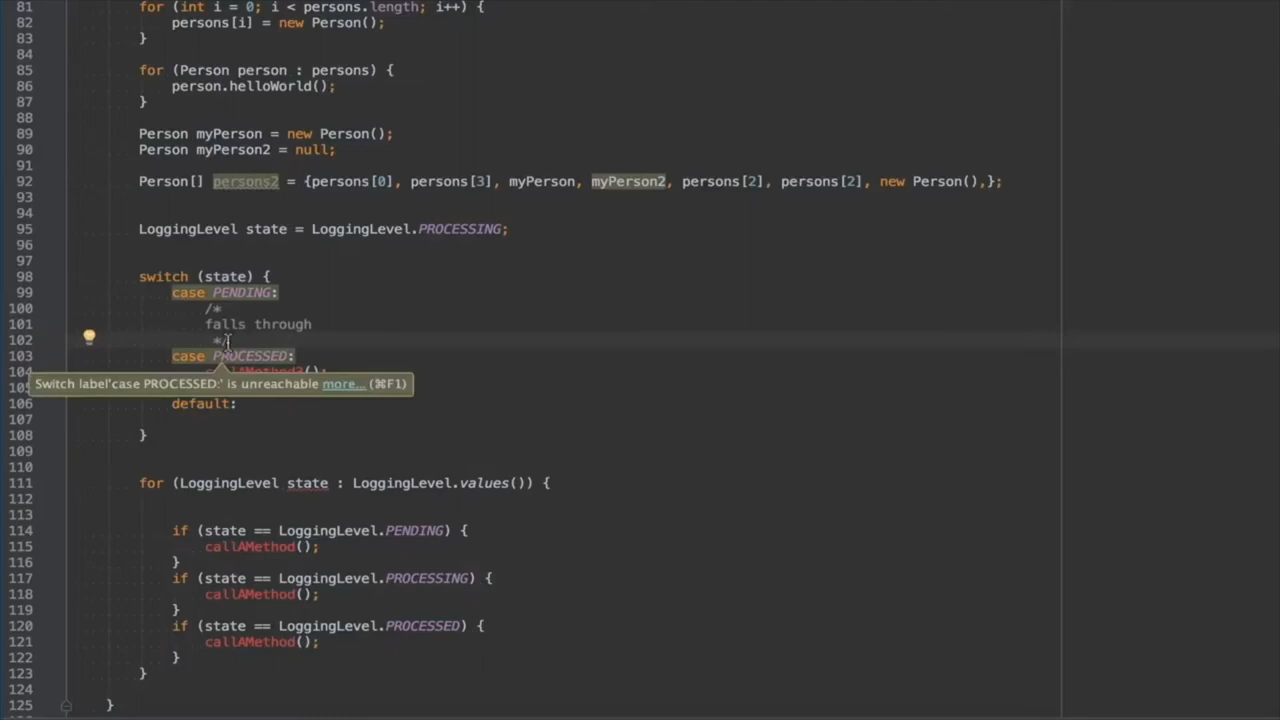 81 for (int i = 0; i < persons.length; i++) {
82 persons[i] = new Person();
83 }
84
85 for (Person person : persons) {
86 person.helloWorld();
87 }
88
89 Person myPerson = new Person();
90 Person myPerson2 = null;
91
92 Person[] persons2 = {persons[0], persons[3], myPerson, myPerson2, persons[2], persons[2], new Person(),};
93
94
95 LoggingLevel state = LoggingLevel.PROCESSING;
96
97
98 switch (state) {
99 case PENDING:
100 /*
101 falls through
102 */
103 case PROCESSED:
104
Switch label'case PROCESSED:' is unreachable more... (⌘F1)
106 default:
107
108 }
109
110
111 for (LoggingLevel state : LoggingLevel.values()) {
112
113
114 if (state == LoggingLevel.PENDING) {
115 callAMethod();
116 }
117 if (state == LoggingLevel.PROCESSING) {
118 callAMethod();
119 }
120 if (state == LoggingLevel.PROCESSED) {
121 callAMethod();
122 }
123 }
124
125 }